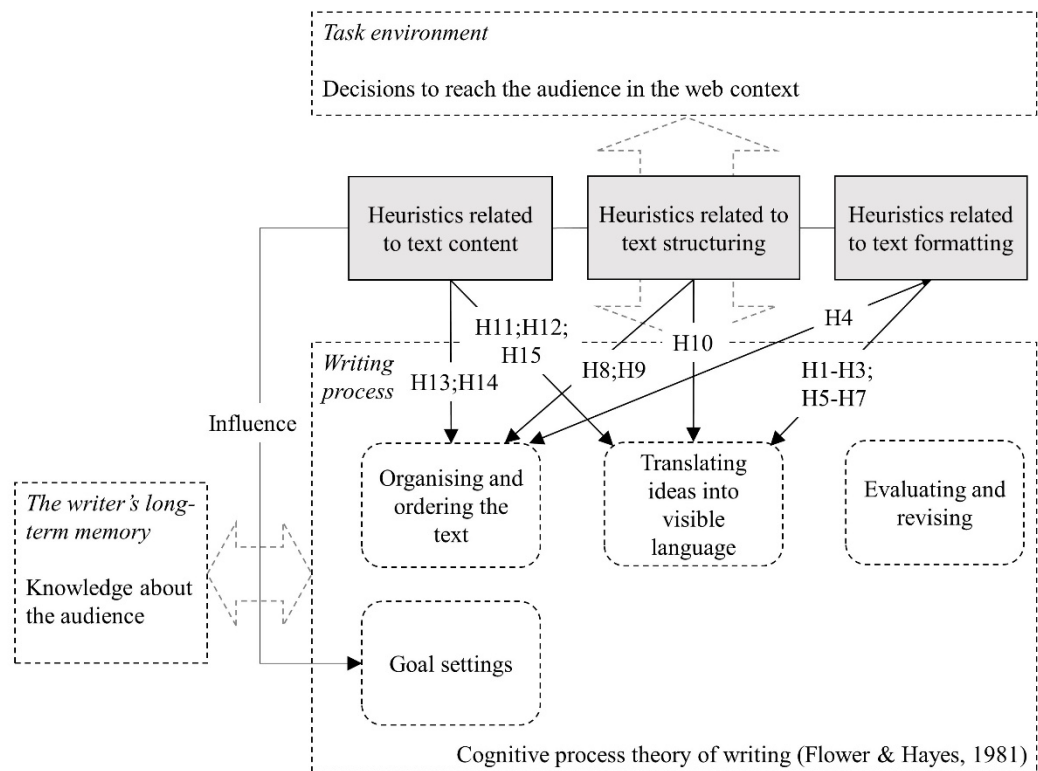 Task environment
Decisions to reach the audience in the web context
Heuristics related
to text content
Heuristics related to
text structuring
Heuristics related
to text formatting
H11;H12;
H15
H13;H14
H8;H9
H10
H4
H1-H3;
H5-H7
Writing
process
Influence
Organising and
ordering the
text
Translating
ideas into
visible
language
Evaluating and
revising
The writer's long-
term memory
Knowledge about
the audience
Goal settings
Cognitive process theory of writing (Flower & Hayes, 1981)